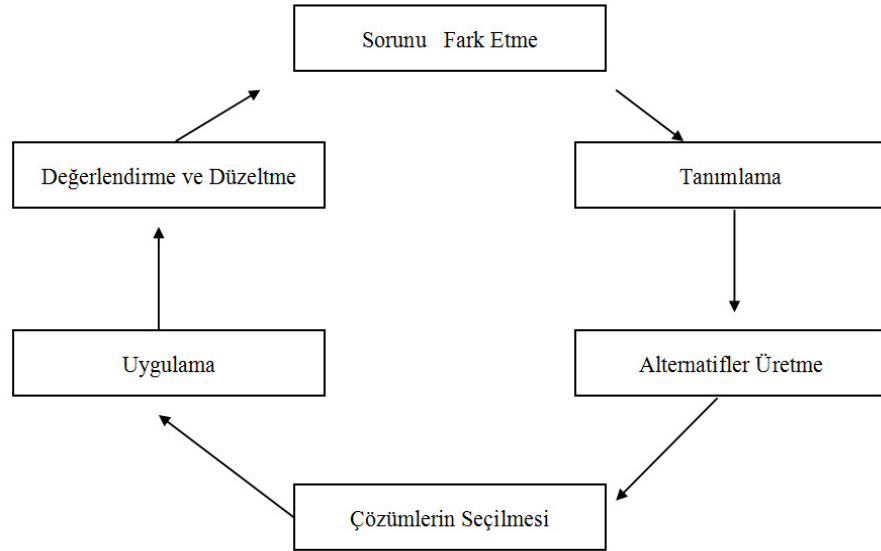 Sorunu Fark Etme
Değerlendirme ve Düzeltme
Tanımlama
Uygulama
Alternatifler Üretme
Çözümlerin Seçilmesi